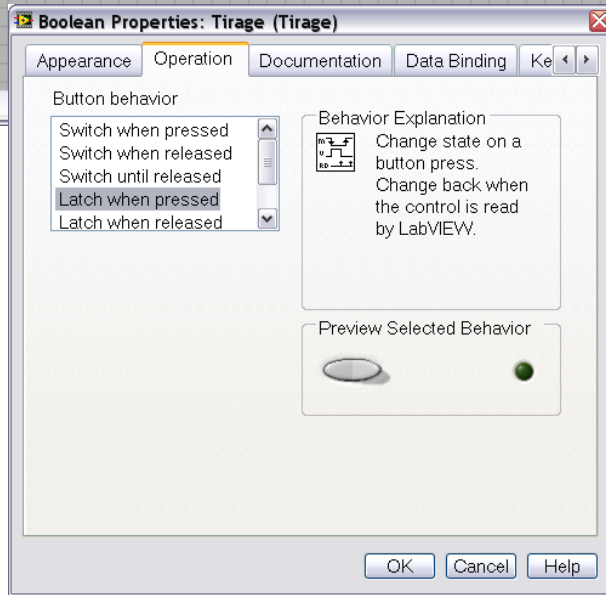 Boolean Properties: Tirage (Tirage)
Appearance
Operation
Documentation
Data Binding
Ke
Button behavior
Switch when pressed
Switch when released
Switch until released
Latch when pressed
Latch when released
Behavior Explanation
Change state on a
button press.
Change back when
the control is read
by LabVIEW.
Preview Selected Behavior
OK
Cancel
Help